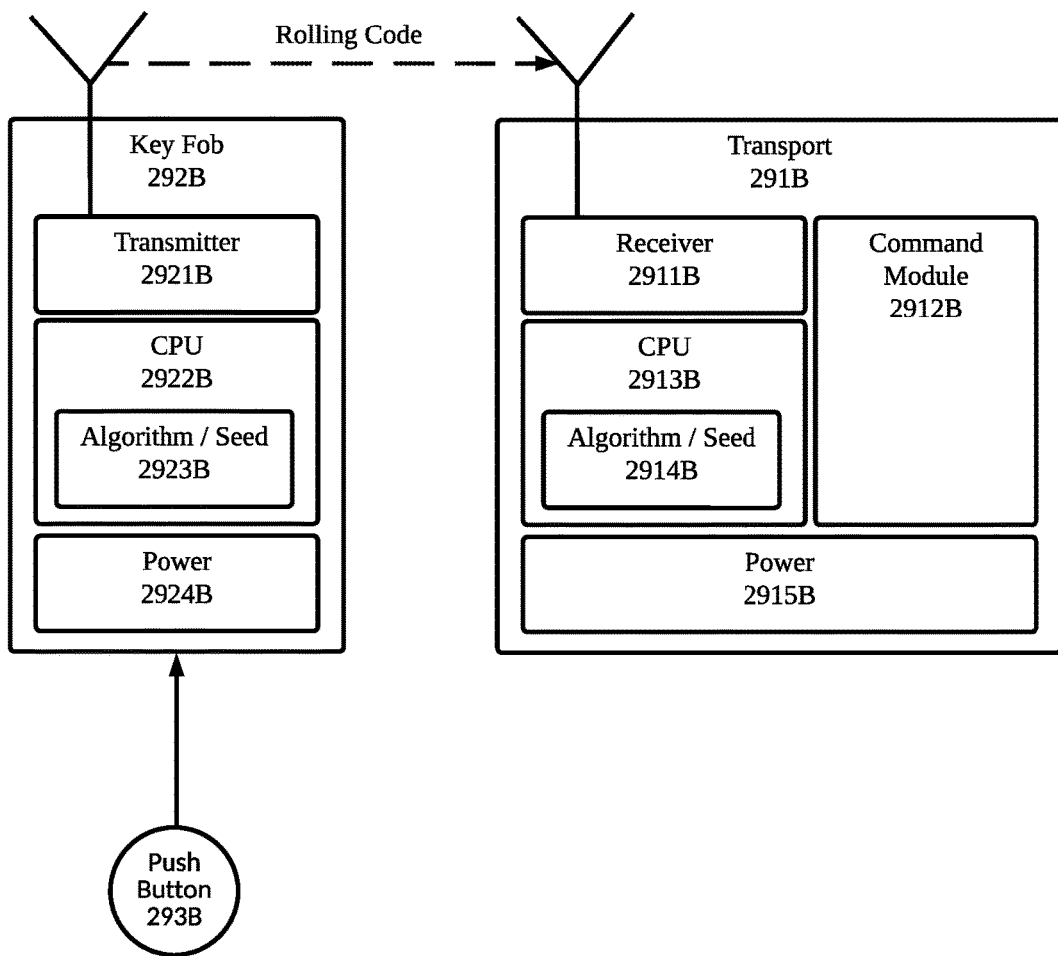 Rolling Code
Key Fob
292B
Transmitter
2921B
CPU
2922B
Algorithm / Seed
2923B
Power
2924B
Push
Button
293B
Transport
291B
Receiver
2911B
Command
Module
2912B
CPU
2913B
Algorithm / Seed
2914B
Power
2915B